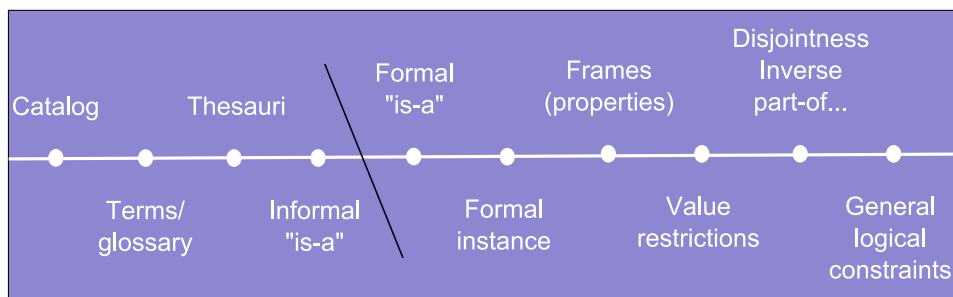 Catalog
Terms/
glossary
Thesauri
Informal
"is-a"
Formal
"is-a"
Formal
instance
Frames
(properties)
Value
restrictions
Disjointness
Inverse
part-of...
General
logical
constraints